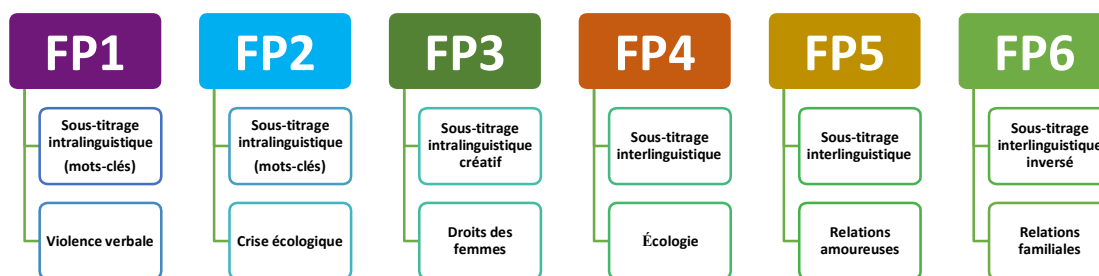 FP1
Sous-titrage
intralinguistique
(mots-clés)
Violence verbale
FP2
Sous-titrage
intralinguistique
(mots-clés)
Crise écologique
FP3
Sous-titrage
intralinguistique
créatif
Droits des
femmes
FP4
Sous-titrage
interlinguistique
Écologie
FP5
Sous-titrage
interlinguistique
Relations
amoureuses
FP6
Sous-titrage
interlinguistique
inversé
Relations
familiales